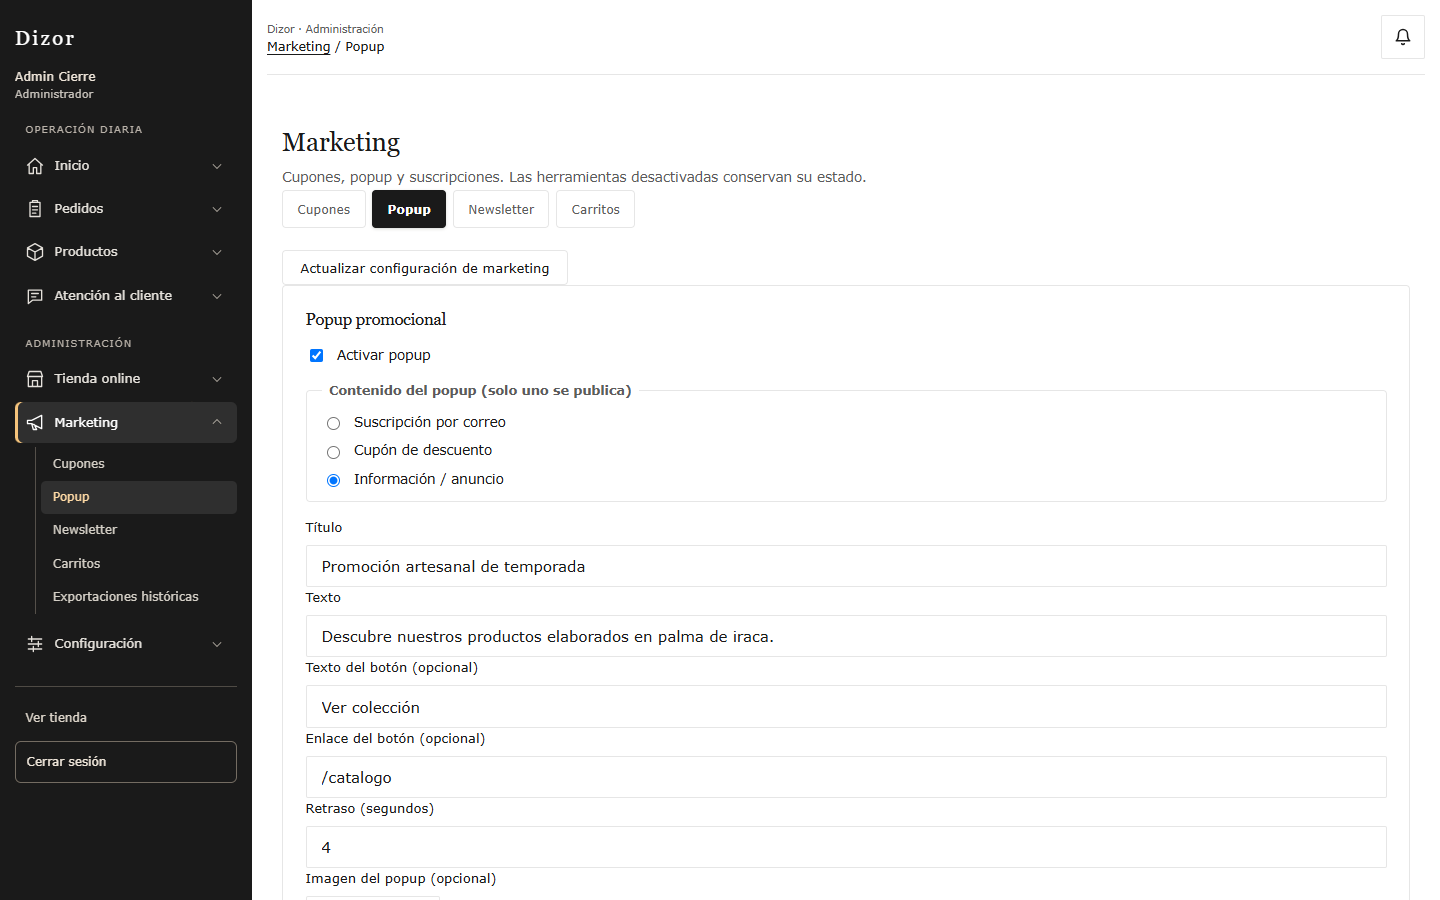 Dizor
Admin Cierre
Administrador
OPERACIÓN DIARIA
Inicio
Pedidos
Productos
Atención al cliente
ADMINISTRACIÓN
Tienda online
Marketing
Cupones
Popup
Newsletter
Carritos
Exportaciones históricas
Configuración
Ver tienda
Cerrar sesión
Dizor · Administración
Marketing / Popup
Marketing
Cupones, popup y suscripciones. Las herramientas desactivadas conservan su estado.
Cupones Popup Newsletter Carritos
Actualizar configuración de marketing
Popup promocional
Activar popup
Contenido del popup (solo uno se publica)
Suscripción por correo
Cupón de descuento
Información / anuncio
Título
Promoción artesanal de temporada
Texto
Descubre nuestros productos elaborados en palma de iraca.
Texto del botón (opcional)
Ver colección
Enlace del botón (opcional)
/catalogo
Retraso (segundos)
4
Imagen del popup (opcional)